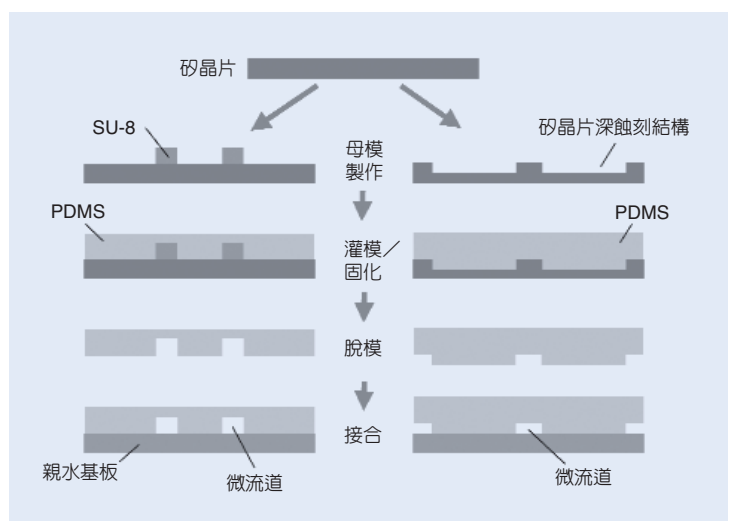 矽晶片
SU-8
母模
製作
矽晶片深蝕刻結構
PDMS
灌模／
固化
PDMS
脫模
接合
親水基板
微流道
微流道